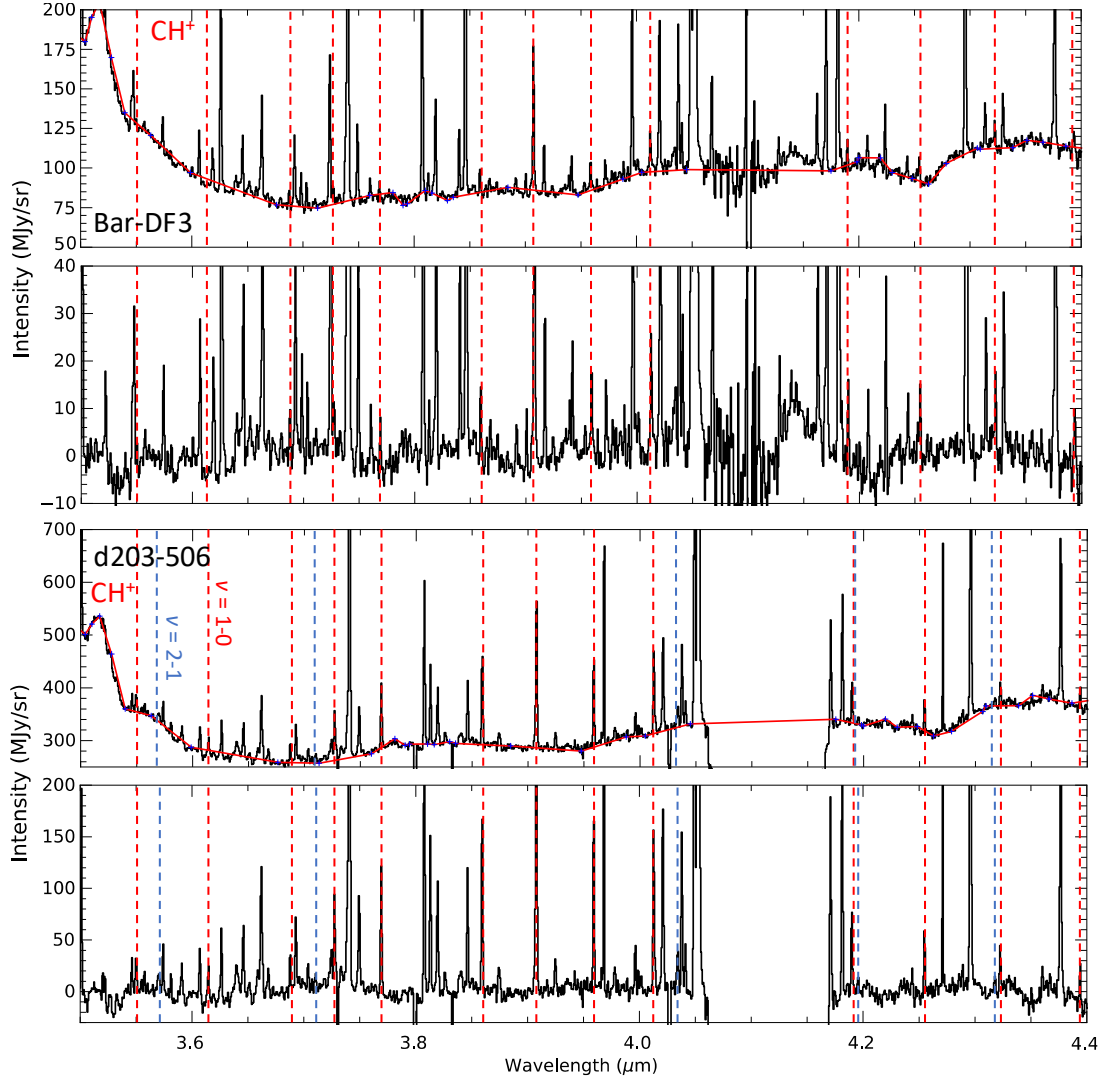 200
175
150
125
100
75
50
CH⁺
Bar-DF3
Intensity (MJy/sr)
40
30
20
10
0
−10
700
600
500
400
300
d203-506
CH⁺
v = 2-1
v = 1-0
Intensity (MJy/sr)
200
150
100
50
0
3.6 3.8 4.0 4.2 4.4
Wavelength (μm)